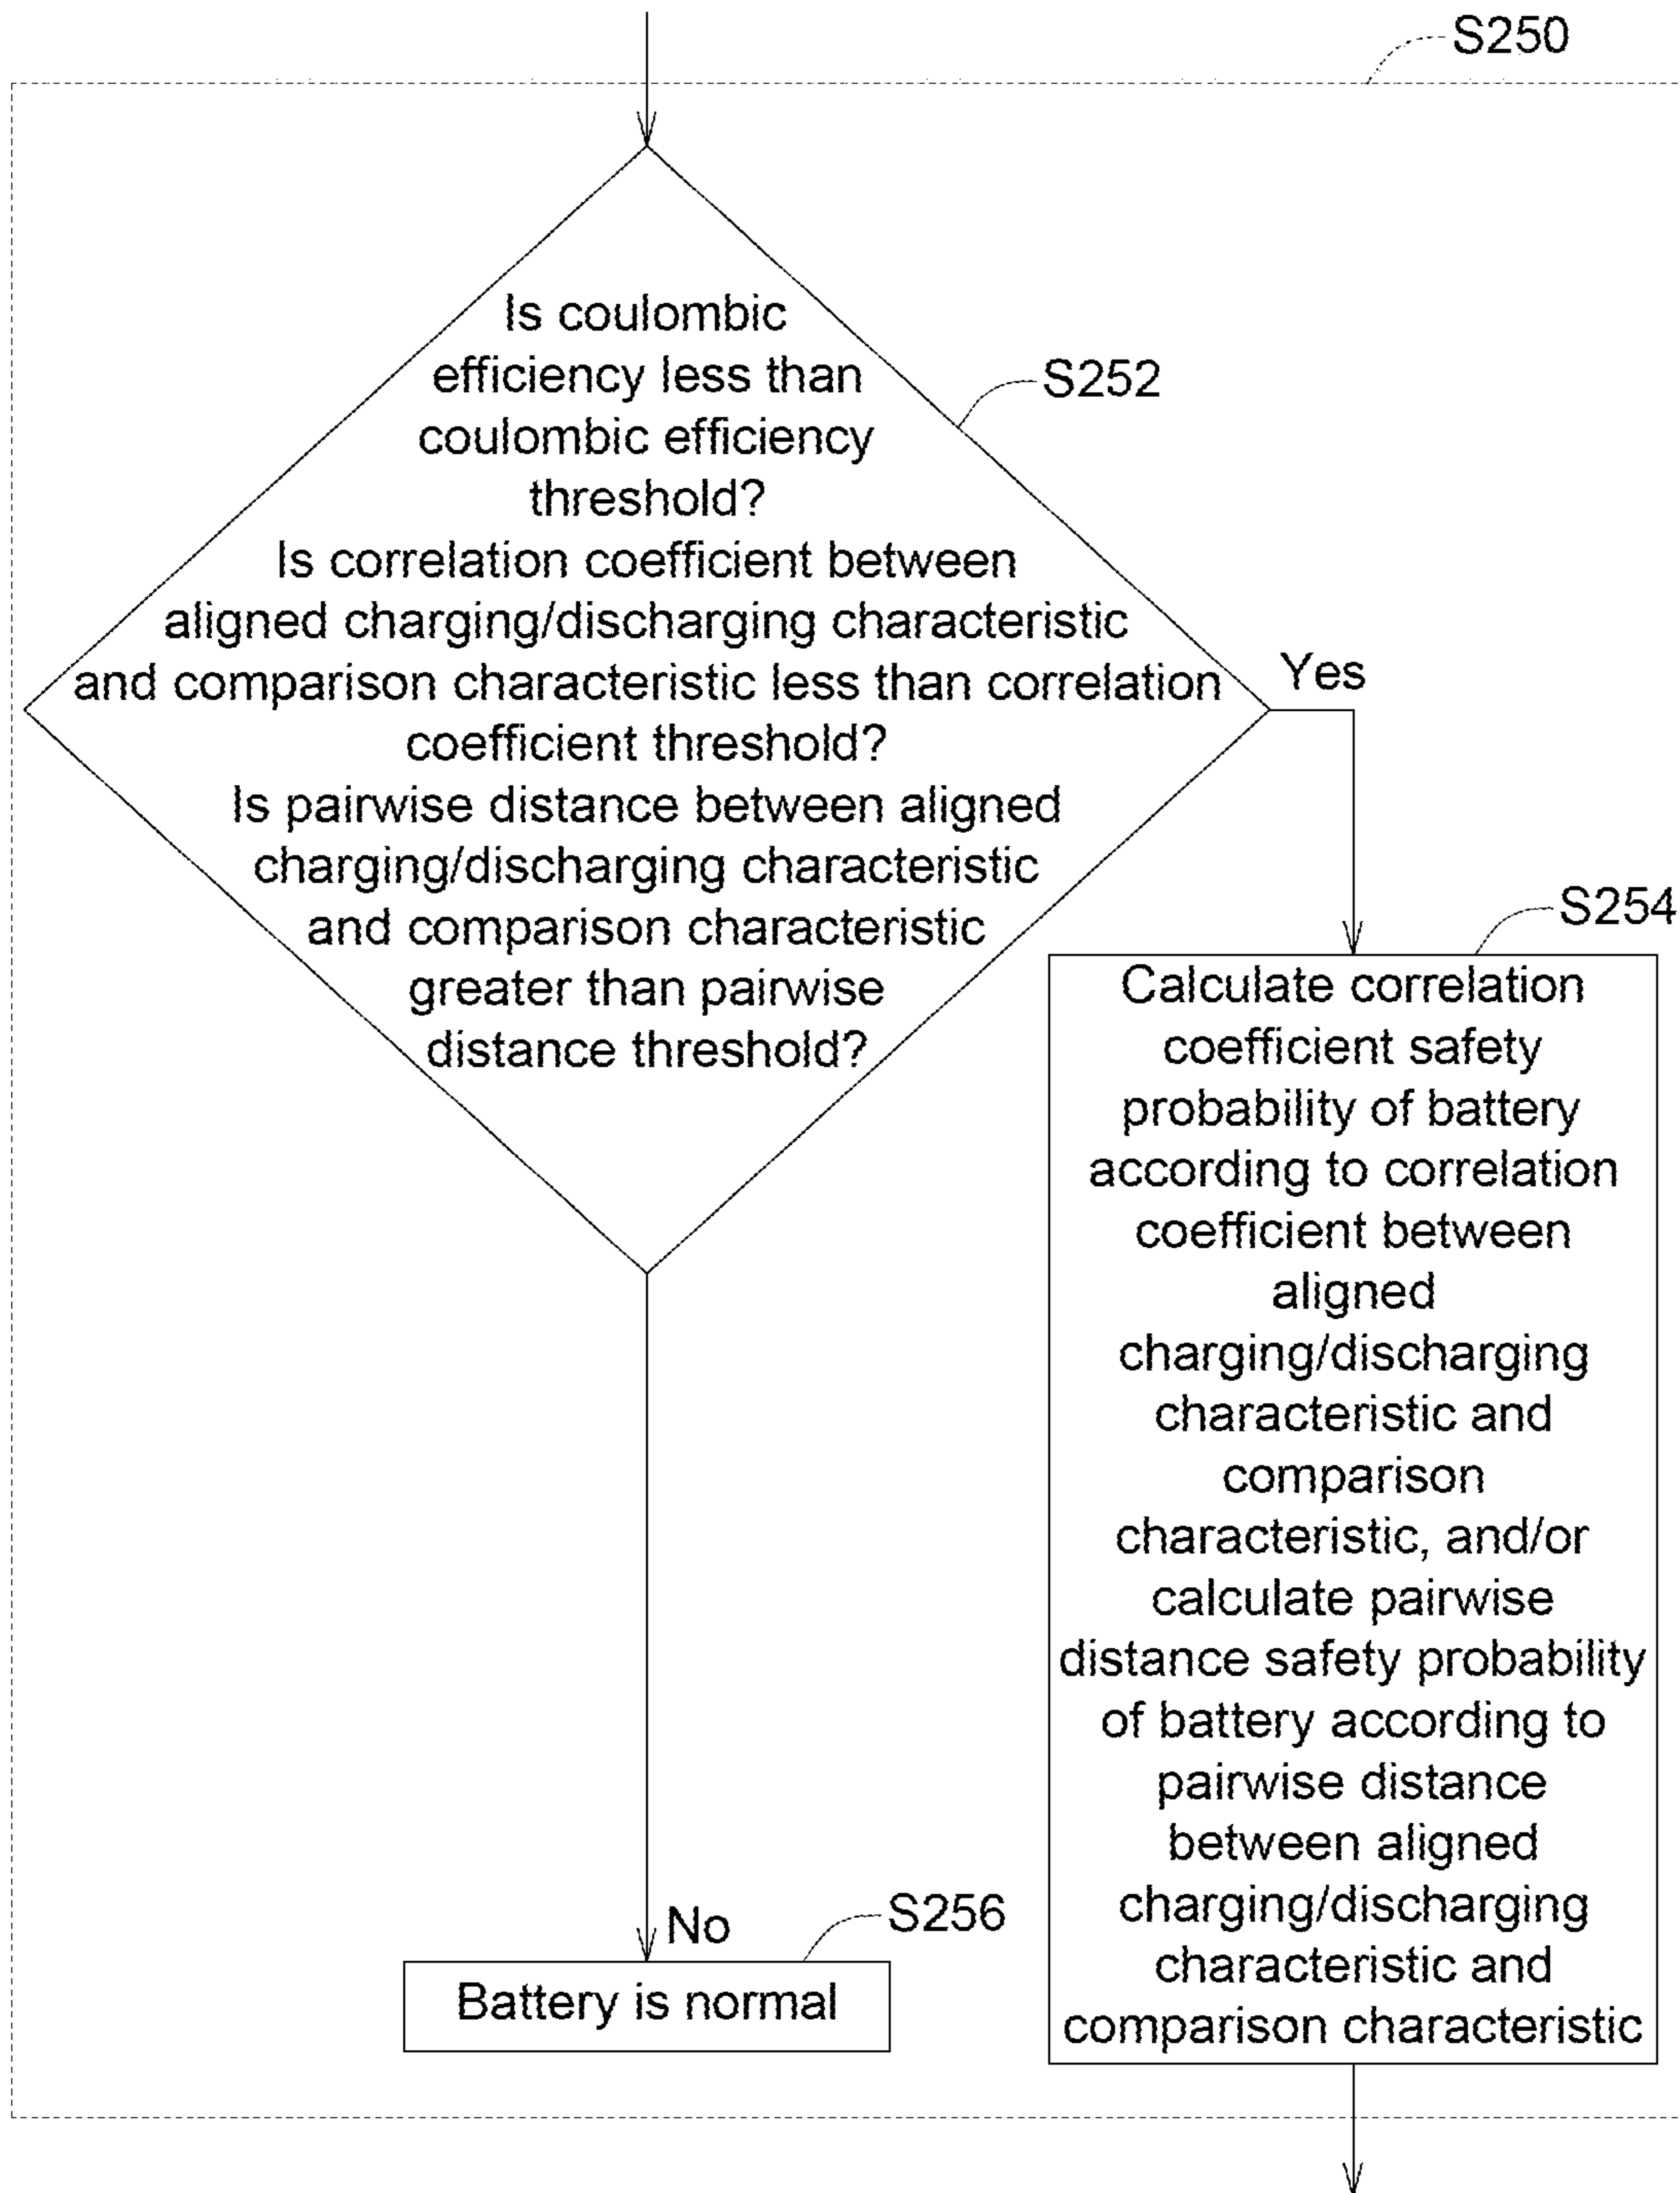 S250
Is coulombic
efficiency less than
coulombic efficiency
threshold?
Is correlation coefficient between
aligned charging/discharging characteristic
and comparison characteristic less than correlation
coefficient threshold?
Is pairwise distance between aligned
charging/discharging characteristic
and comparison characteristic
greater than pairwise
distance threshold?
S252
Yes
S254
Calculate correlation
coefficient safety
probability of battery
according to correlation
coefficient between
aligned
charging/discharging
characteristic and
comparison
characteristic, and/or
calculate pairwise
distance safety probability
of battery according to
pairwise distance
between aligned
charging/discharging
characteristic and
comparison characteristic
No
S256
Battery is normal